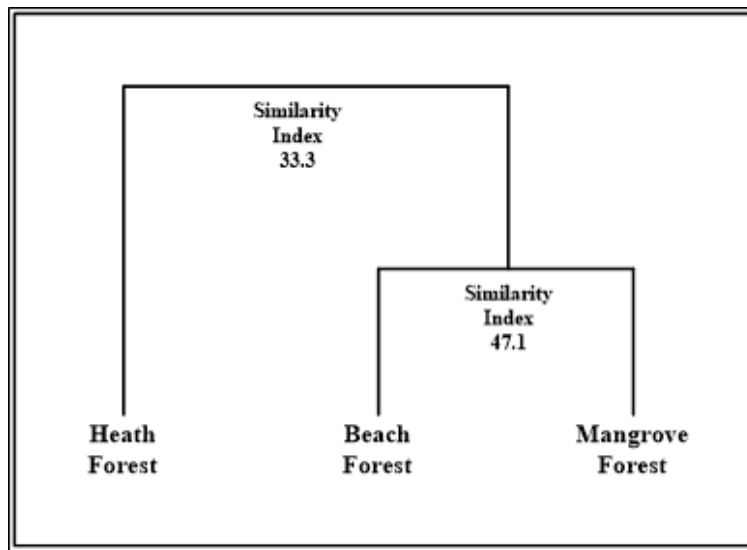 Similarity
Index
33.3
Similarity
Index
47.1
Heath
Forest
Beach
Forest
Mangrove
Forest